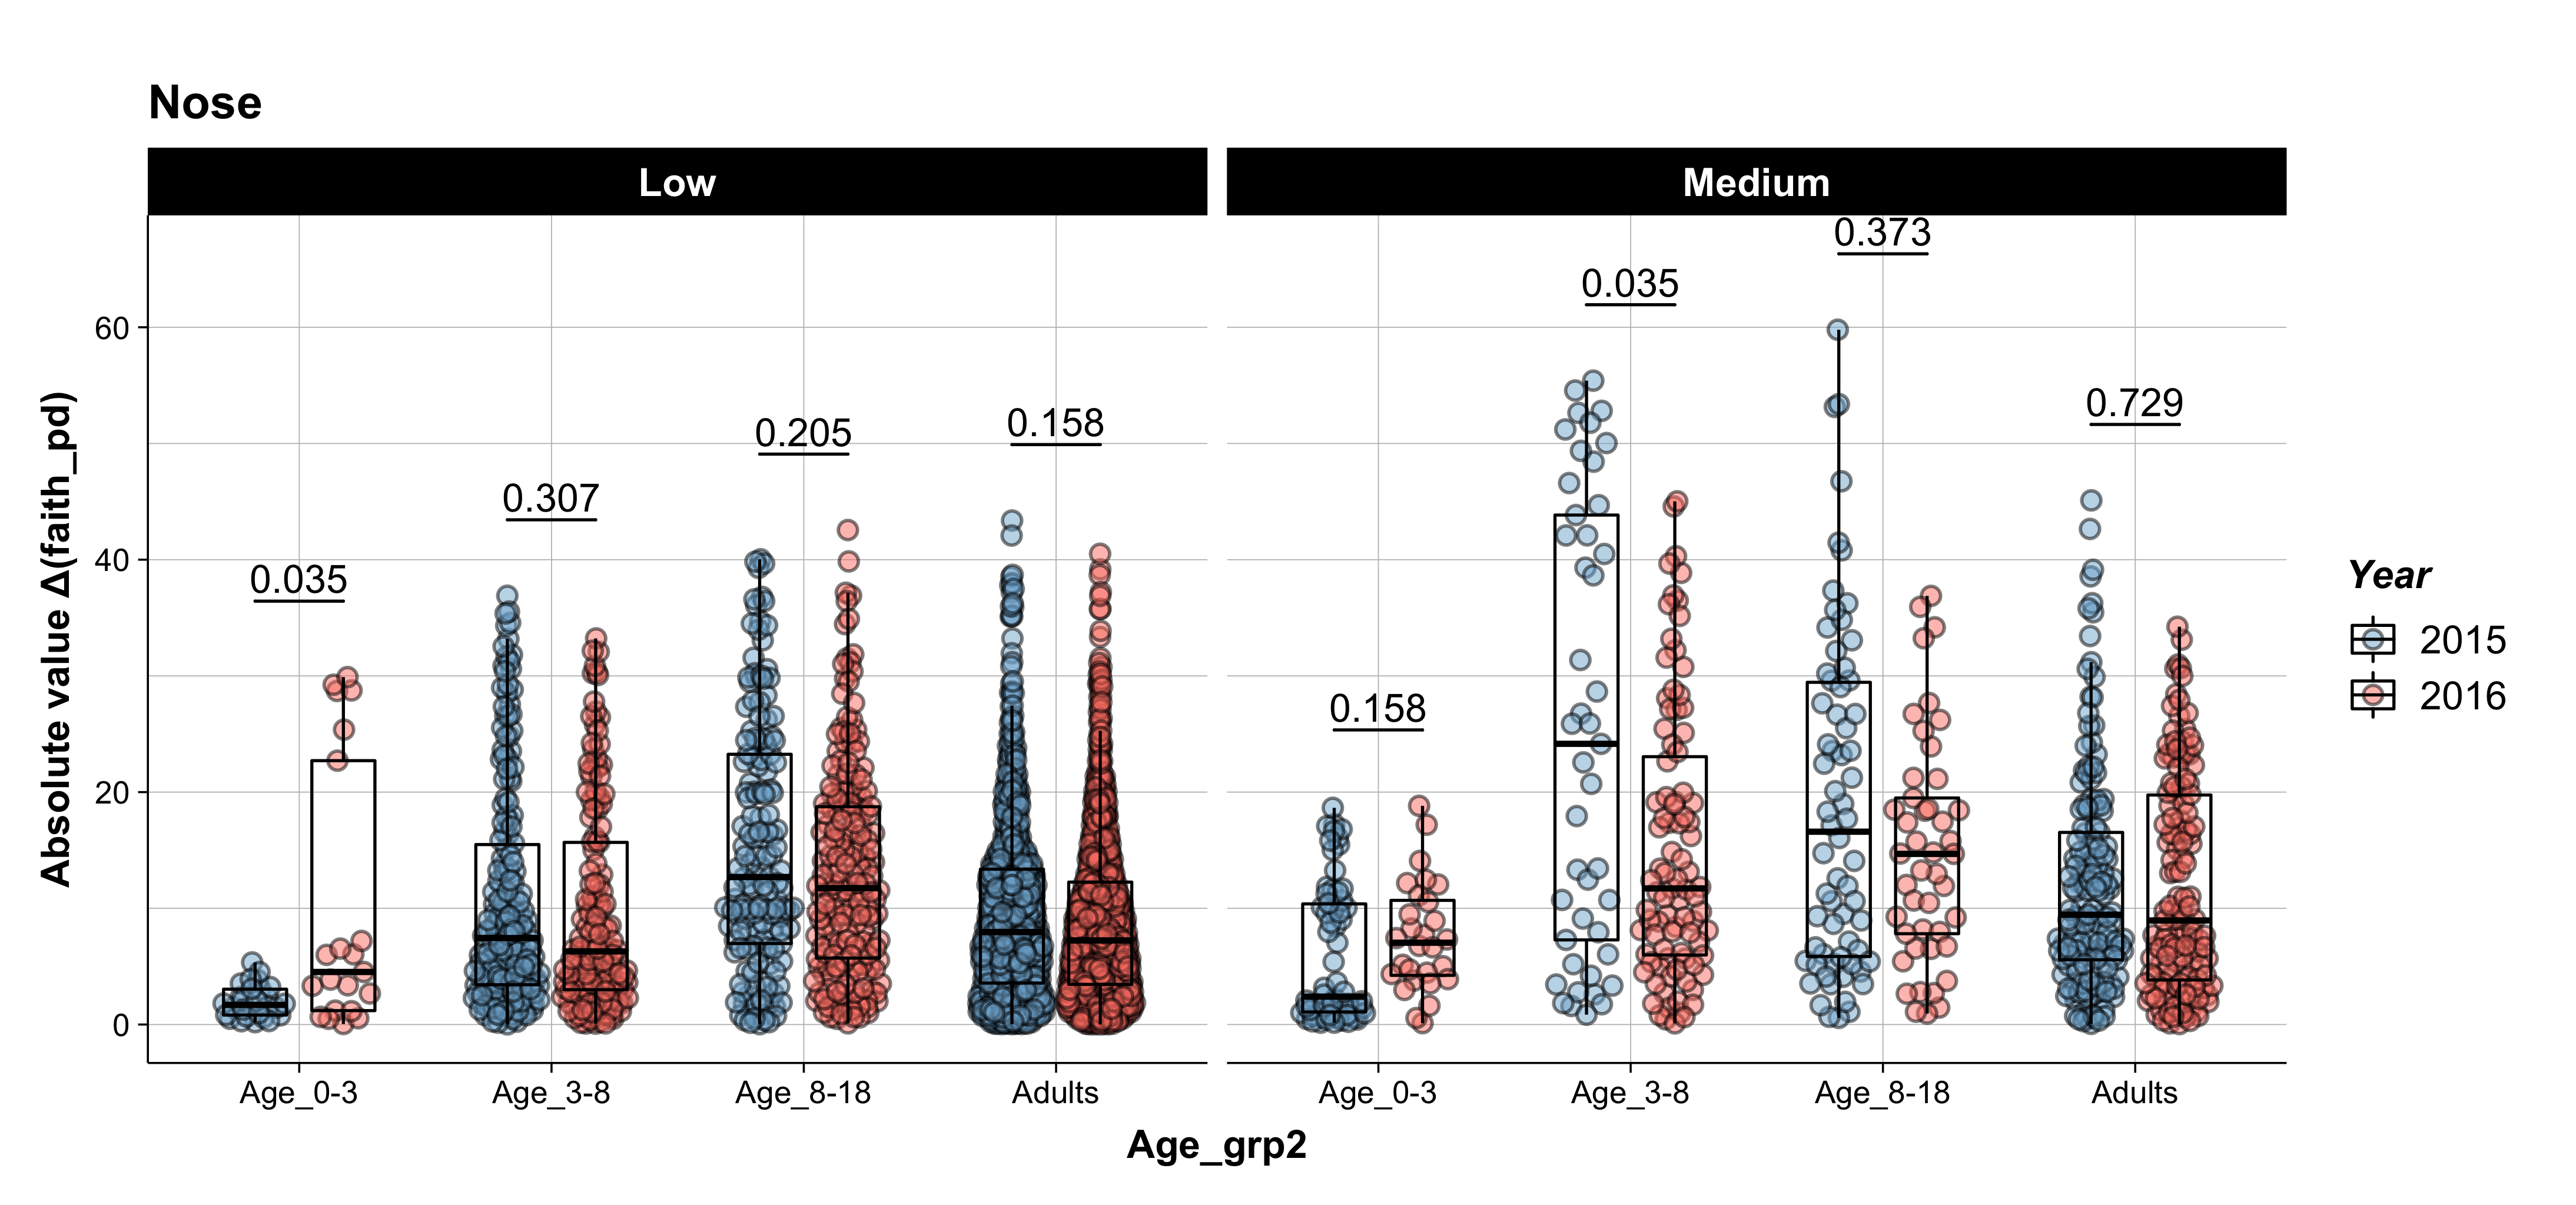 Nose
Low
Medium
0.035
0.307
0.205
0.158
0.158
0.035
0.373
0.729
60
40
20
0
Absolute value Δ(faith_pd)
Age_0-3
Age_3-8
Age_8-18
Adults
Age_0-3
Age_3-8
Age_8-18
Adults
Age_grp2
Year
2015
2016